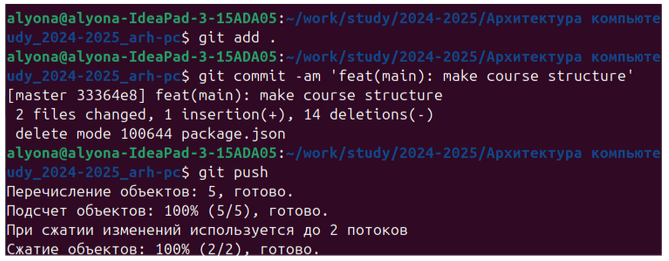 alyona@alyona-IdeaPad-3-15ADA05:~/work/study/2024-2025/Архитектура компьюте
udy_2024-2025_arh-pc$ git add .
alyona@alyona-IdeaPad-3-15ADA05:~/work/study/2024-2025/Архитектура компьюте
udy_2024-2025_arh-pc$ git commit -am 'feat(main): make course structure'
[master 33364e8] feat(main): make course structure
 2 files changed, 1 insertion(+), 14 deletions(-)
 delete mode 100644 package.json
alyona@alyona-IdeaPad-3-15ADA05:~/work/study/2024-2025/Архитектура компьюте
udy_2024-2025_arh-pc$ git push
Перечисление объектов: 5, готово.
Подсчет объектов: 100% (5/5), готово.
При сжатии изменений используется до 2 потоков
Сжатие объектов: 100% (2/2), готово.